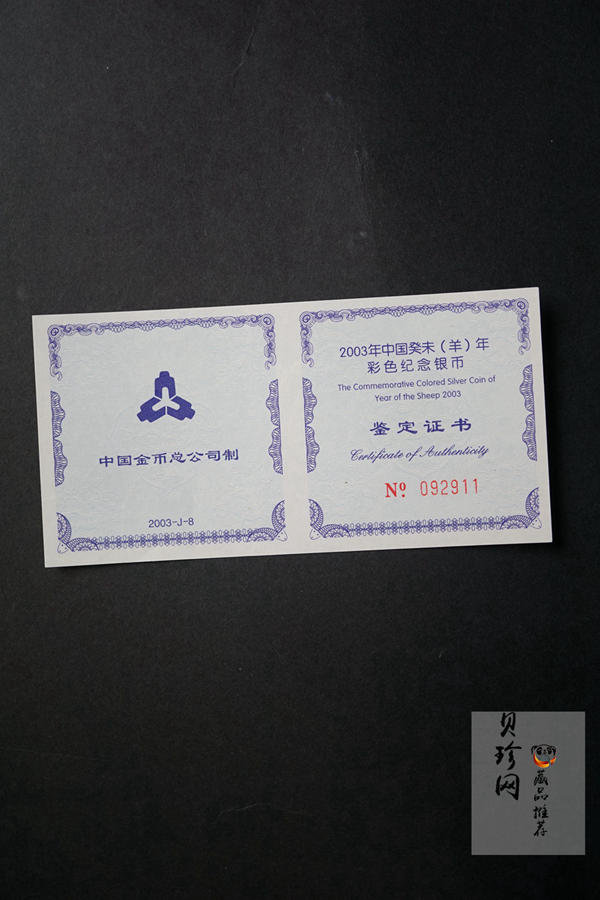 中国金币总公司制
2003-J-8
2003年中国癸未（羊）年
彩色纪念银币
The Commemorative Colored Silver Coin of
Year of the Sheep 2003
鉴定证书
Certificate of Authenticity
Nº 092911
贝珍网
藏品推荐